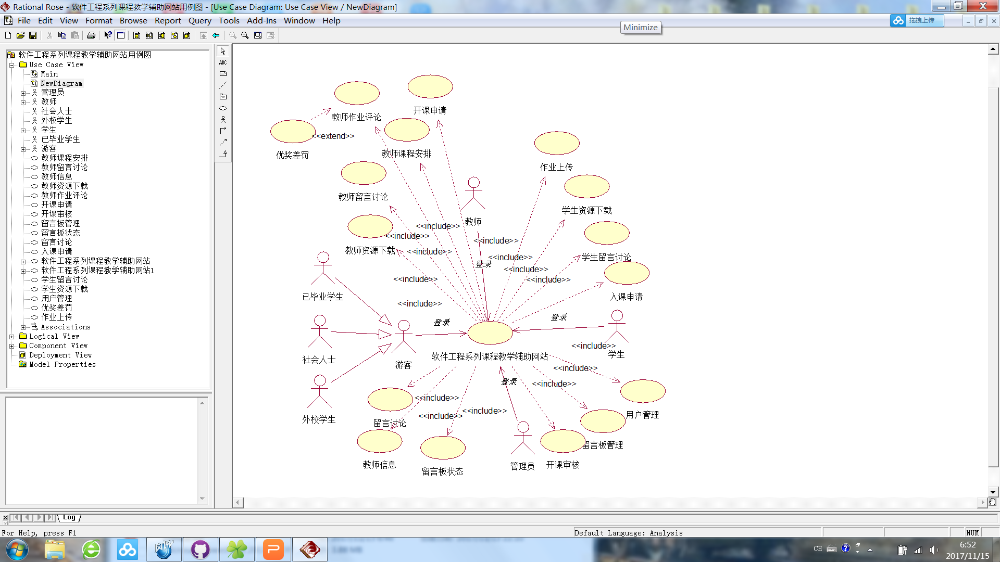 Rational Rose - 软件工程系列课程教学辅助网站用例图 - [Use Case Diagram: Use Case View / NewDiagram]
File Edit View Format Browse Report Query Tools Add-Ins Window Help
拖拽上传
Minimize
软件工程系列课程教学辅助网站用例图
Use Case View
Main
NewDiagram
管理员
教师
社会人士
外校学生
学生
已毕业学生
游客
教师课程安排
教师留言讨论
教师信息
教师资源下载
教师作业评论
开课申请
开课审核
留言板管理
留言板状态
留言讨论
入课申请
软件工程系列课程教学辅助网站
软件工程系列课程教学辅助网站1
学生留言讨论
学生资源下载
用户管理
优奖差罚
作业上传
Associations
Logical View
Component View
Deployment View
Model Properties
ABC
开课申请
教师作业评论
<<extend>>
优奖差罚
教师课程安排
作业上传
教师留言讨论
学生资源下载
教师
<<include>>
<<include>>
<<include>>
教师资源下载
<<include>>
<<include>>
学生留言讨论
登录
<<include>>
<<include>>
<<include>>
已毕业学生
入课申请
<<include>>
登录
登录
<<include>>
学生
社会人士
游客
软件工程系列课程教学辅助网站
<<include>>
登录
<<include>>
<<include>>
<<include>>
<<include>>
外校学生
留言讨论
用户管理
留言板管理
教师信息
留言板状态
管理员
开课审核
Log
For Help, press F1
Default Language: Analysis
NUM
CH
6:52
2017/11/15